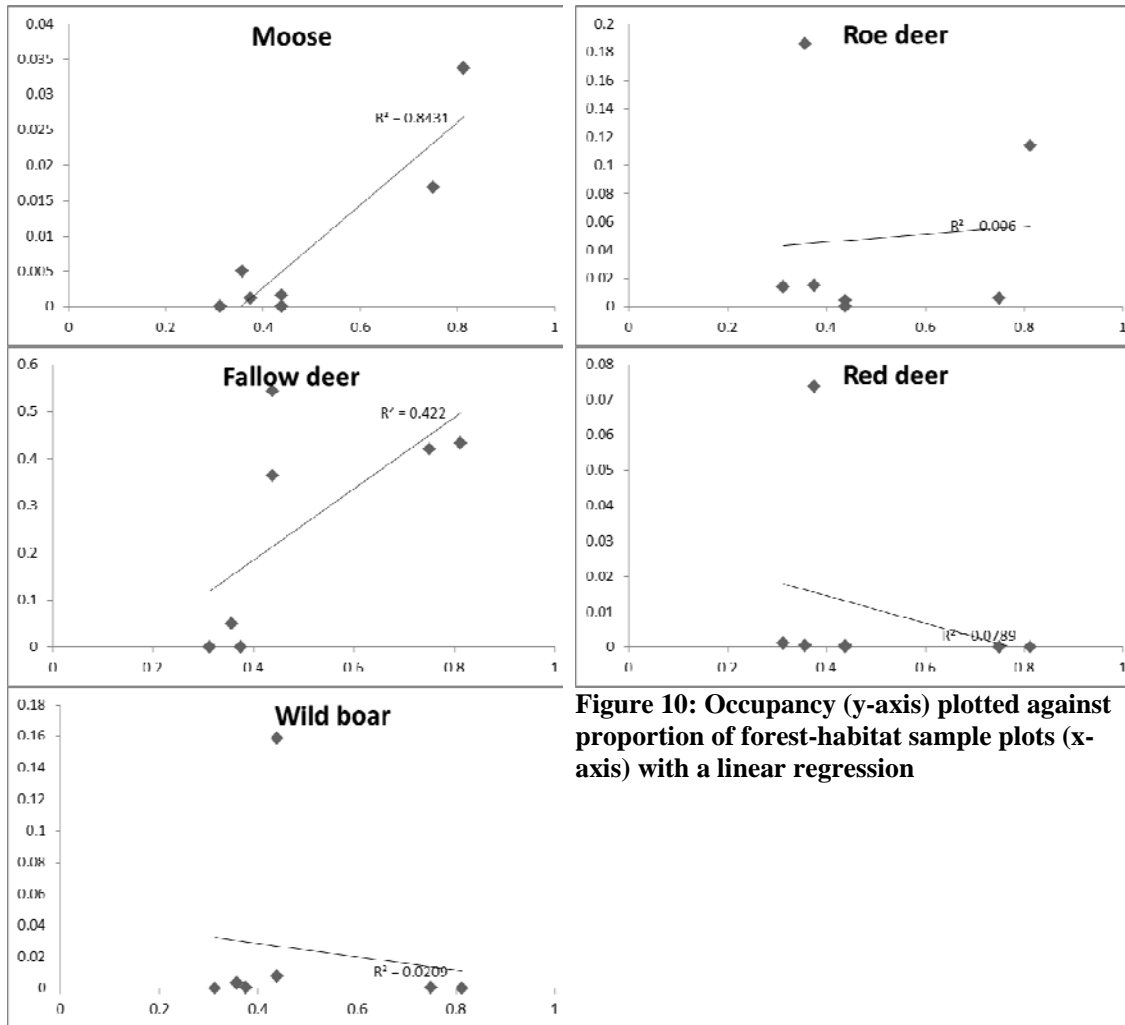 Moose
0.04
0.035
0.03
0.025
0.02
0.015
0.01
0.005
0
R² = 0.8431
0 0.2 0.4 0.6 0.8 1
Roe deer
0.2
0.18
0.16
0.14
0.12
0.1
0.08
0.06
0.04
0.02
0
R² = 0.006
0 0.2 0.4 0.6 0.8 1
Fallow deer
0.6
0.5
0.4
0.3
0.2
0.1
0
R² = 0.422
0 0.2 0.4 0.6 0.8 1
Red deer
0.08
0.07
0.06
0.05
0.04
0.03
0.02
0.01
0
R² = 0.0789
0 0.2 0.4 0.6 0.8 1
Wild boar
0.18
0.16
0.14
0.12
0.1
0.08
0.06
0.04
0.02
0
R² = 0.0209
0 0.2 0.4 0.6 0.8 1
Figure 10: Occupancy (y-axis) plotted against
proportion of forest-habitat sample plots (x-
axis) with a linear regression